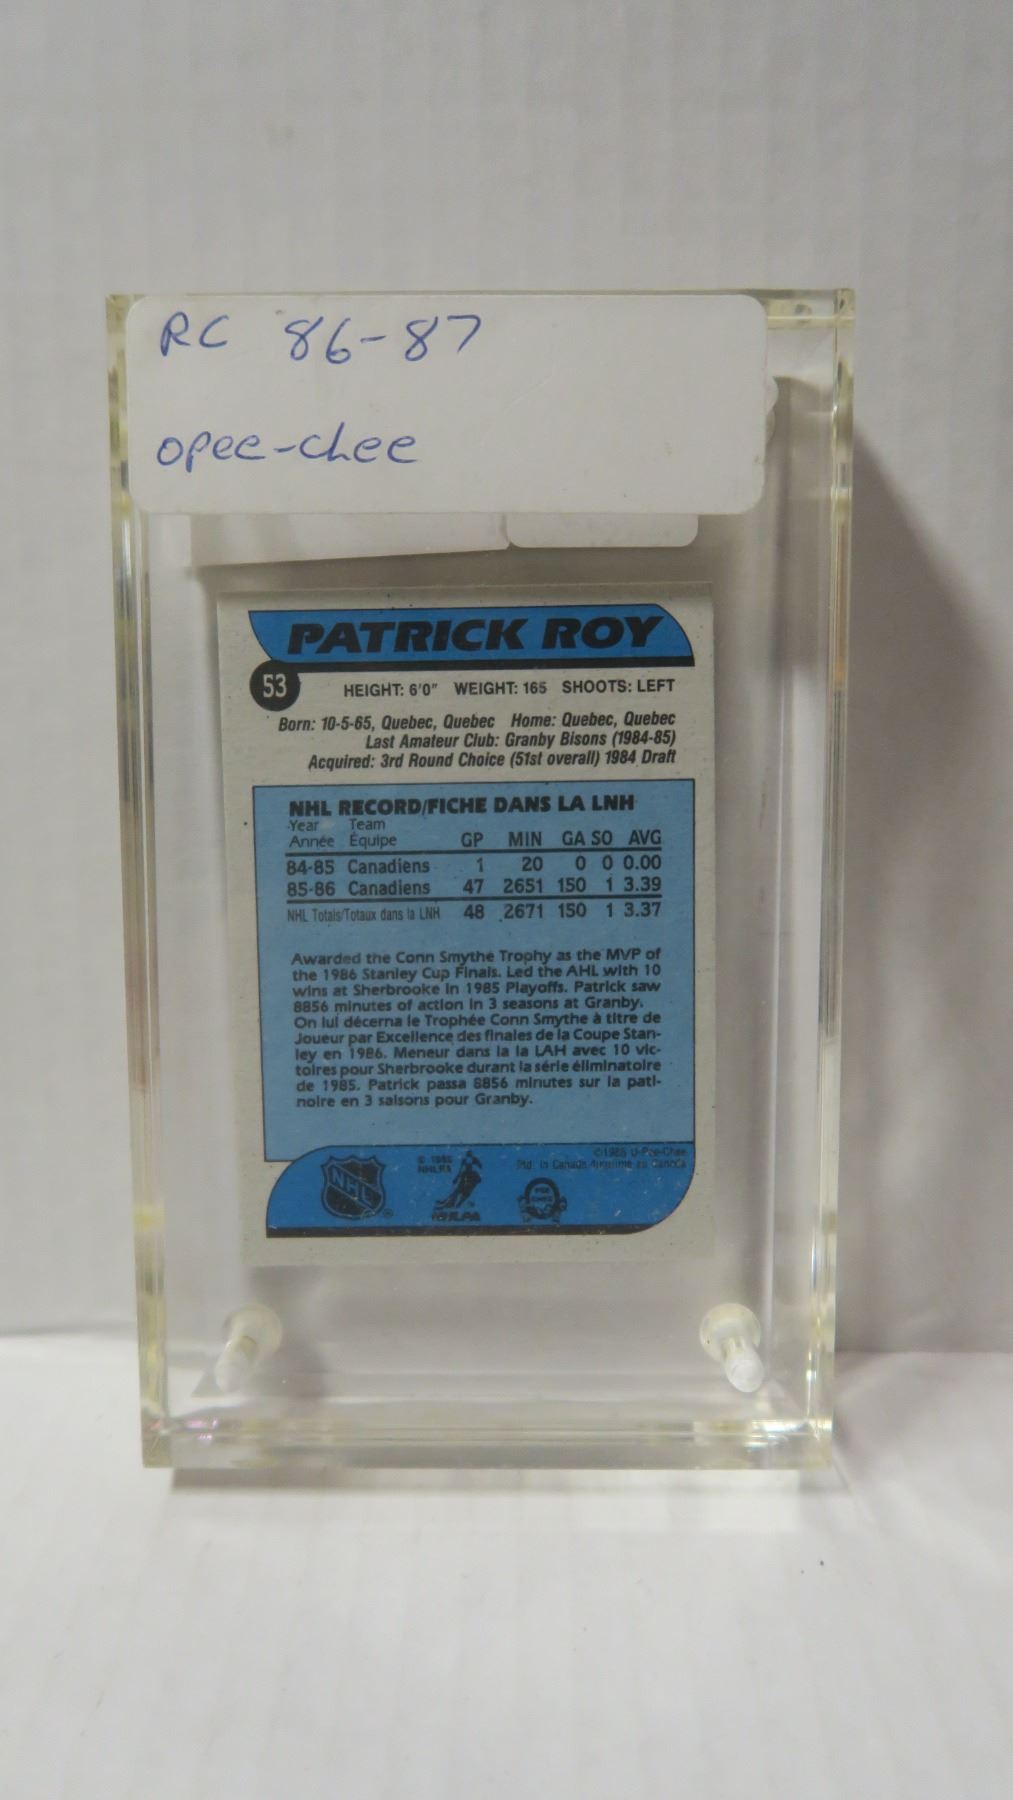 RC 86-87
opee-chee
PATRICK ROY
53
HEIGHT: 6'0" WEIGHT: 165 SHOOTS: LEFT
Born: 10-5-65, Quebec, Quebec Home: Quebec, Quebec
Last Amateur Club: Granby Bisons (1984-85)
Acquired: 3rd Round Choice (51st overall) 1984 Draft
NHL RECORD/FICHE DANS LA LNH
Year Team
Année Équipe GP MIN GA SO AVG
84-85 Canadiens 1 20 0 0 0.00
85-86 Canadiens 47 2651 150 1 3.39
NHL Totals/Totaux dans la LNH 48 2671 150 1 3.37
Awarded the Conn Smythe Trophy as the MVP of
the 1986 Stanley Cup Finals. Led the AHL with 10
wins at Sherbrooke in 1985 Playoffs. Patrick saw
8856 minutes of action in 3 seasons at Granby.
On lui décerna le Trophée Conn Smythe à titre de
Joueur par Excellence des finales de la Coupe Stan-
ley en 1986. Meneur dans la la LAH avec 10 vic-
toires pour Sherbrooke durant la série éliminatoire
de 1985. Patrick passa 8856 minutes sur la pati-
noire en 3 saisons pour Granby.
NHL
NHLPA